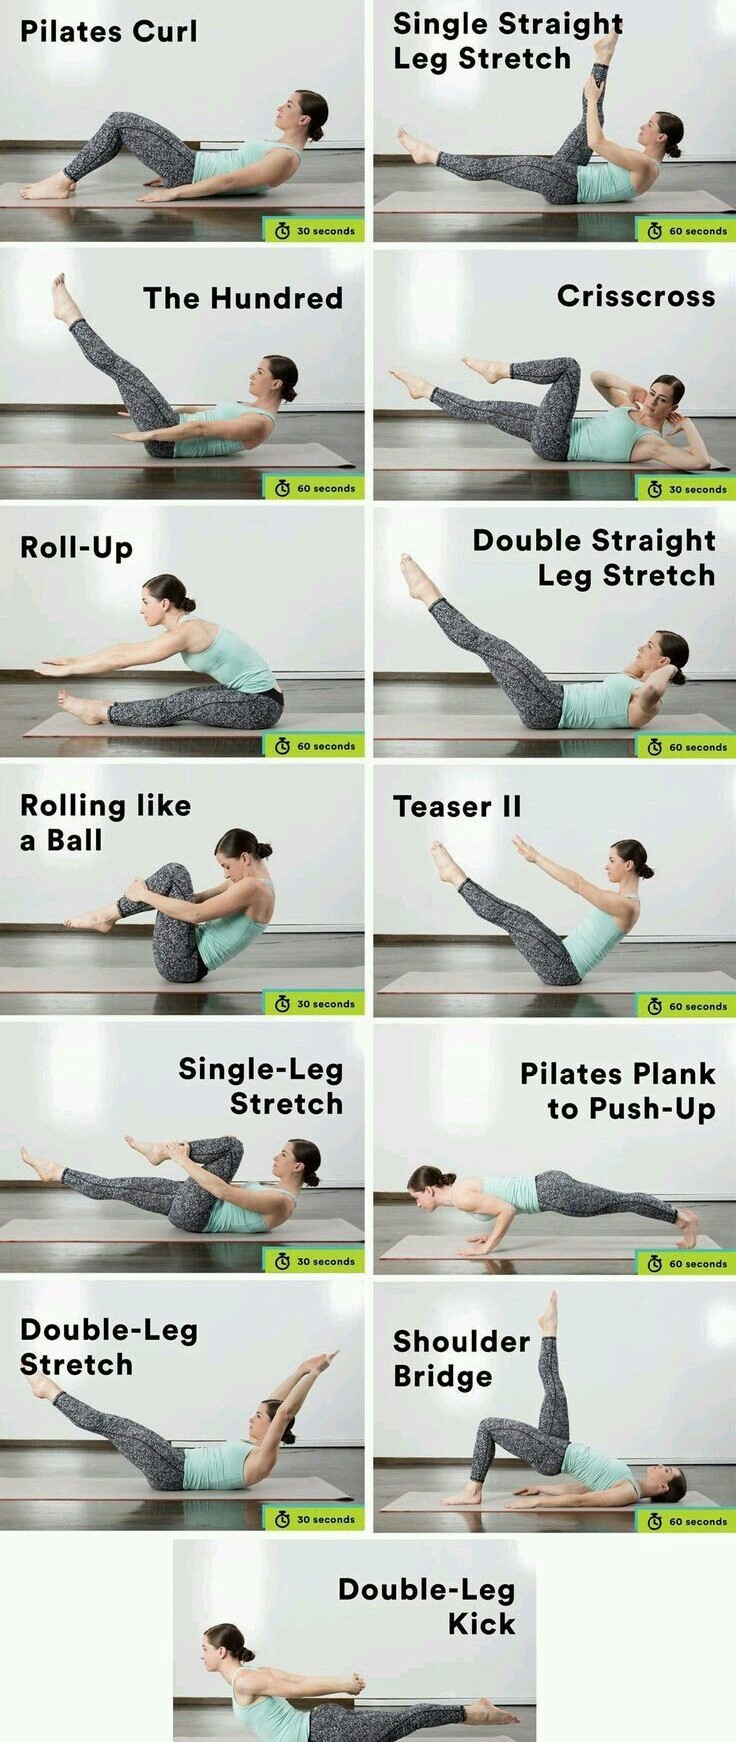 Pilates Curl
30 seconds
Single Straight
Leg Stretch
60 seconds
The Hundred
60 seconds
Crisscross
30 seconds
Roll-Up
60 seconds
Double Straight
Leg Stretch
60 seconds
Rolling like
a Ball
30 seconds
Teaser II
60 seconds
Single-Leg
Stretch
30 seconds
Pilates Plank
to Push-Up
60 seconds
Double-Leg
Stretch
30 seconds
Shoulder
Bridge
60 seconds
Double-Leg
Kick